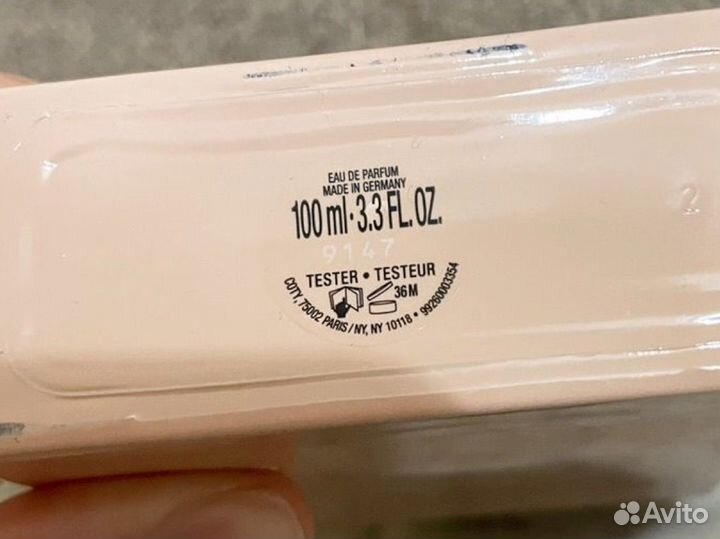 EAU DE PARFUM
MADE IN GERMANY
100 ml·3.3 FL. OZ.
9147
TESTER • TESTEUR
36M
COTY, 75002 PARIS/NY, NY 10118 • 99260003354
2
Avito